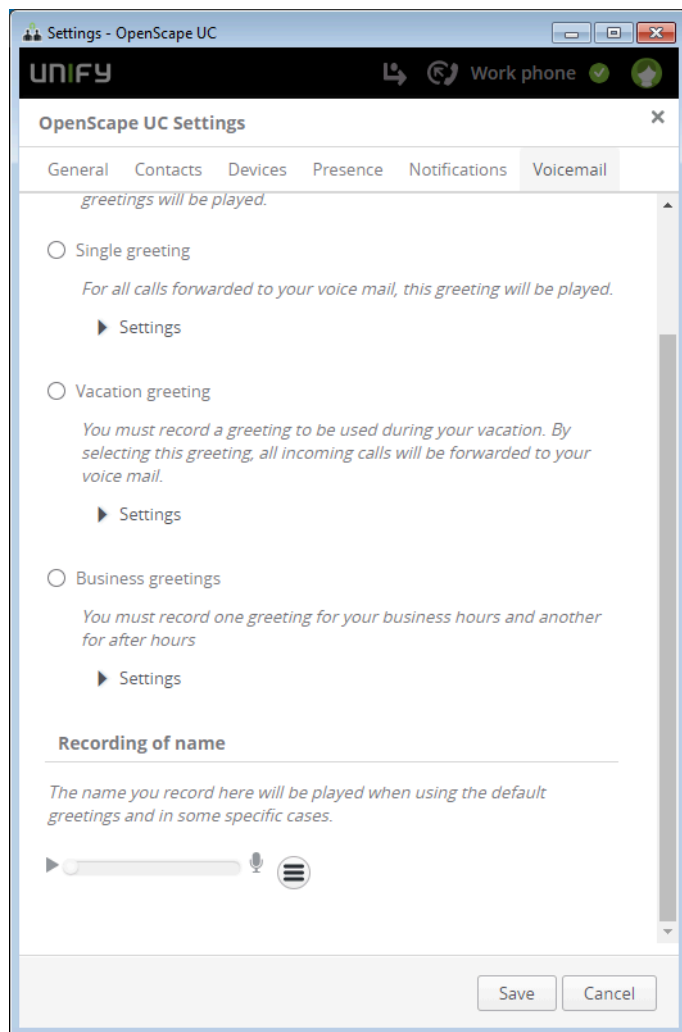 Settings - OpenScape UC
UNIFY
Work phone
OpenScape UC Settings
General Contacts Devices Presence Notifications Voicemail
greetings will be played.
Single greeting
For all calls forwarded to your voice mail, this greeting will be played.
Settings
Vacation greeting
You must record a greeting to be used during your vacation. By
selecting this greeting, all incoming calls will be forwarded to your
voice mail.
Settings
Business greetings
You must record one greeting for your business hours and another
for after hours
Settings
Recording of name
The name you record here will be played when using the default
greetings and in some specific cases.
Save Cancel